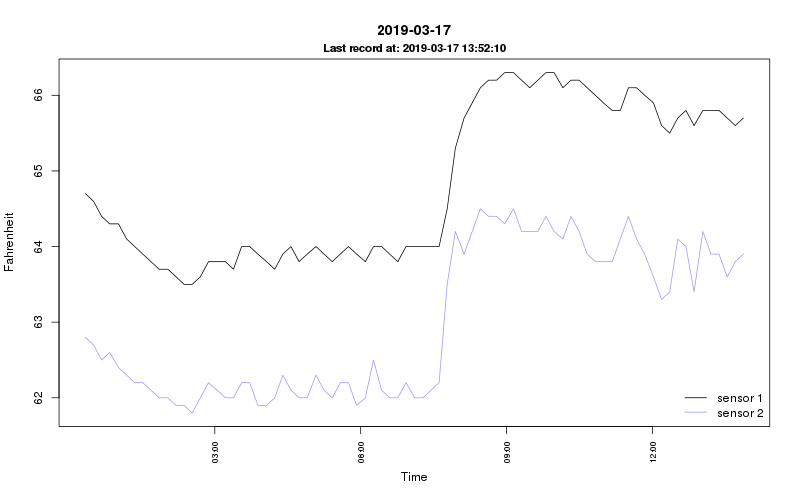 2019-03-17
Last record at: 2019-03-17 13:52:10
Fahrenheit
66
65
64
63
62
sensor 1
sensor 2
03:00
06:00
09:00
12:00
Time